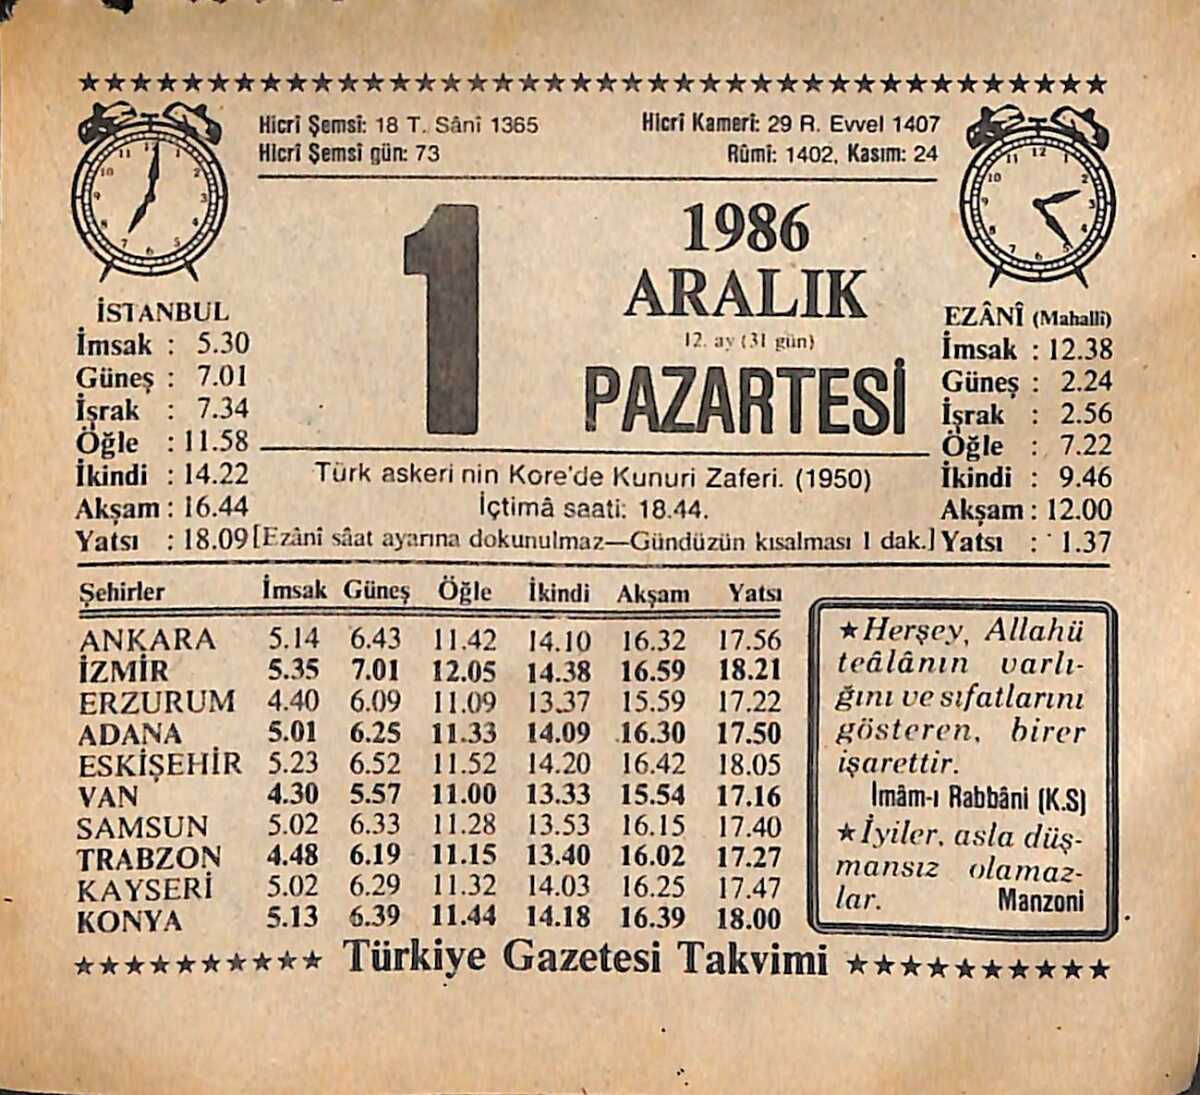 Hicrî Şemsî: 18 T. Sânî 1365
Hicrî Şemsî gün: 73
Hicrî Kamerî: 29 R. Evvel 1407
Rûmî: 1402, Kasım: 24
1
1986
ARALIK
12. ay (31 gün)
PAZARTESİ
İSTANBUL
İmsak : 5.30
Güneş : 7.01
İşrak : 7.34
Öğle : 11.58
İkindi : 14.22
Akşam : 16.44
Yatsı : 18.09
EZÂNÎ (Mahallî)
İmsak : 12.38
Güneş : 2.24
İşrak : 2.56
Öğle : 7.22
İkindi : 9.46
Akşam : 12.00
Yatsı : 1.37
Türk askeri nin Kore'de Kunuri Zaferi. (1950)
İçtimâ saati: 18.44.
[Ezânî sâat ayarına dokunulmaz—Gündüzün kısalması 1 dak.]
Şehirler İmsak Güneş Öğle İkindi Akşam Yatsı
ANKARA 5.14 6.43 11.42 14.10 16.32 17.56
İZMİR 5.35 7.01 12.05 14.38 16.59 18.21
ERZURUM 4.40 6.09 11.09 13.37 15.59 17.22
ADANA 5.01 6.25 11.33 14.09 16.30 17.50
ESKİŞEHİR 5.23 6.52 11.52 14.20 16.42 18.05
VAN 4.30 5.57 11.00 13.33 15.54 17.16
SAMSUN 5.02 6.33 11.28 13.53 16.15 17.40
TRABZON 4.48 6.19 11.15 13.40 16.02 17.27
KAYSERİ 5.02 6.29 11.32 14.03 16.25 17.47
KONYA 5.13 6.39 11.44 14.18 16.39 18.00
★Herşey, Allahü
teâlânın varlı-
ğını ve sıfatlarını
gösteren, birer
işarettir.
İmâm-ı Rabbâni (K.S)
★İyiler, asla düş-
mansız olamaz-
lar. Manzoni
Türkiye Gazetesi Takvimi